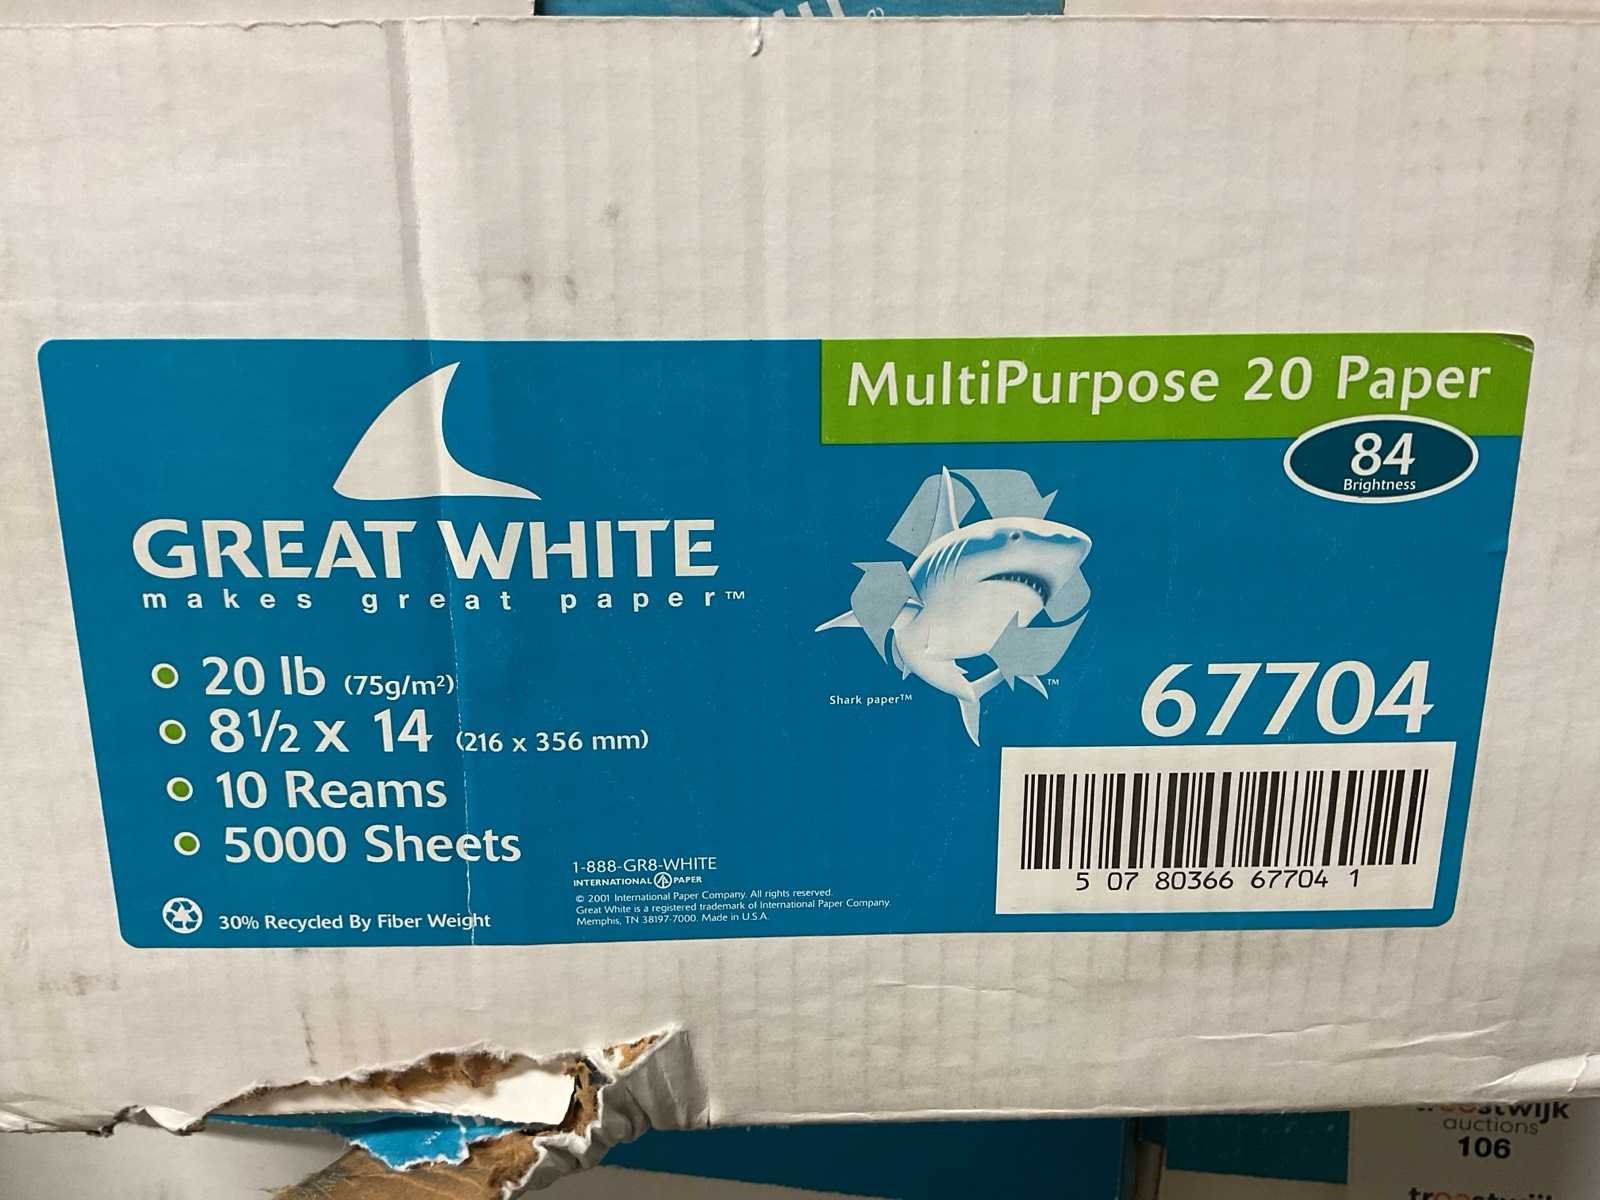 MultiPurpose 20 Paper
84
Brightness
GREAT WHITE
makes great paper™
20 lb (75g/m²)
8½ x 14 (216 x 356 mm)
10 Reams
5000 Sheets
30% Recycled By Fiber Weight
Shark paper™
TM
67704
5 07 80366 67704 1
1-888-GR8-WHITE
INTERNATIONAL PAPER
© 2001 International Paper Company. All rights reserved.
Great White is a registered trademark of International Paper Company.
Memphis, TN 38197-7000. Made in U.S.A.
auctions
106